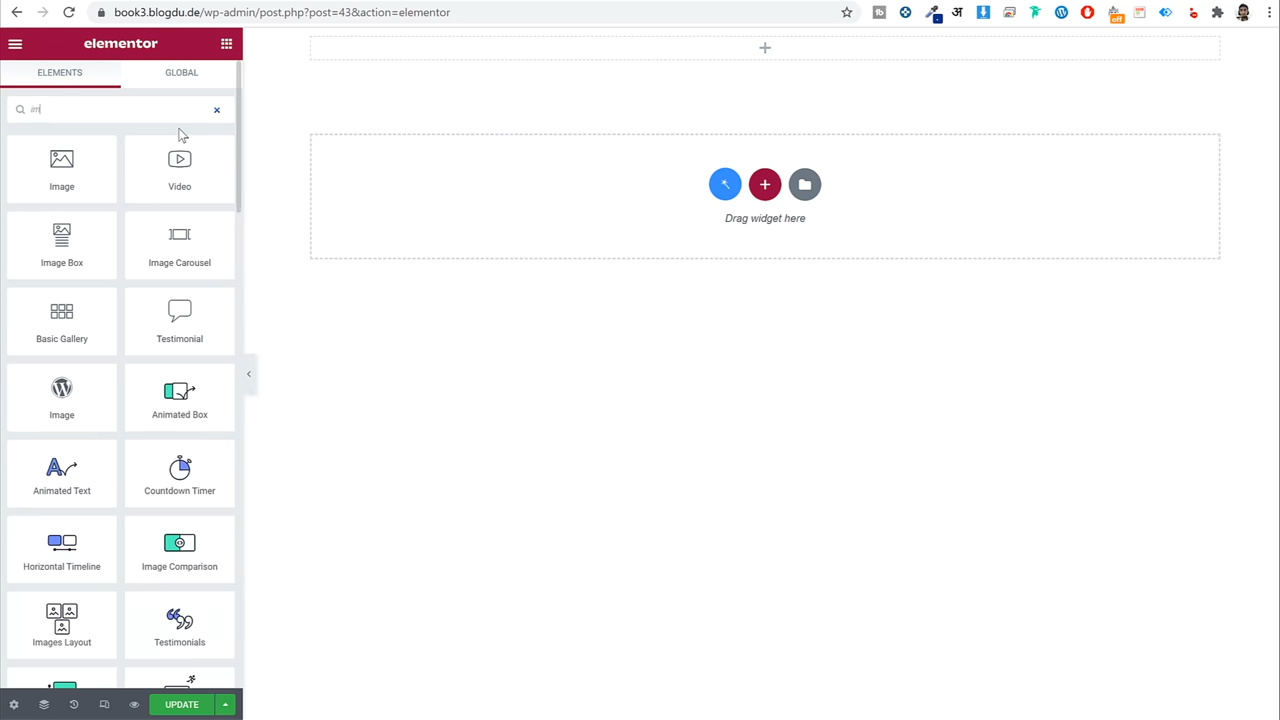 book3.blogdu.de/wp-admin/post.php?post=43&action=elementor
off
elementor
ELEMENTS
GLOBAL
im
Image
Video
Image Box
Image Carousel
Basic Gallery
Testimonial
Image
Animated Box
Animated Text
Countdown Timer
Horizontal Timeline
Image Comparison
Images Layout
Testimonials
UPDATE
Drag widget here